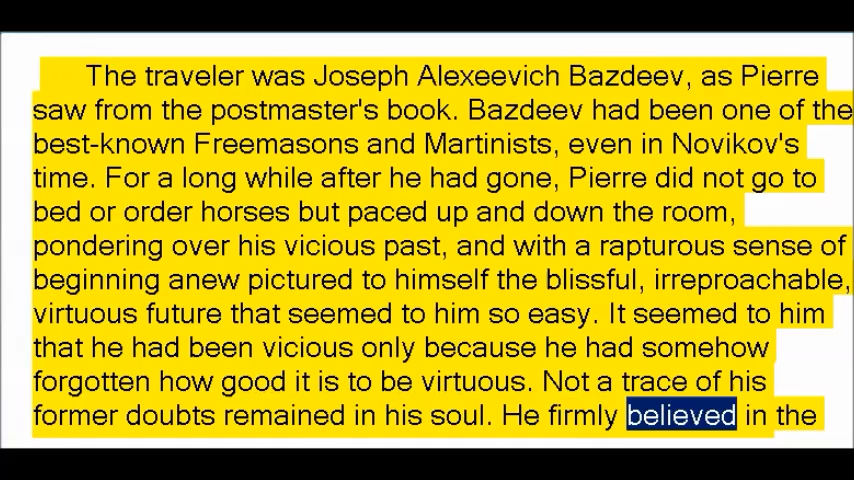 The traveler was Joseph Alexeevich Bazdeev, as Pierre
saw from the postmaster's book. Bazdeev had been one of the
best-known Freemasons and Martinists, even in Novikov's
time. For a long while after he had gone, Pierre did not go to
bed or order horses but paced up and down the room,
pondering over his vicious past, and with a rapturous sense of
beginning anew pictured to himself the blissful, irreproachable,
virtuous future that seemed to him so easy. It seemed to him
that he had been vicious only because he had somehow
forgotten how good it is to be virtuous. Not a trace of his
former doubts remained in his soul. He firmly believed in the